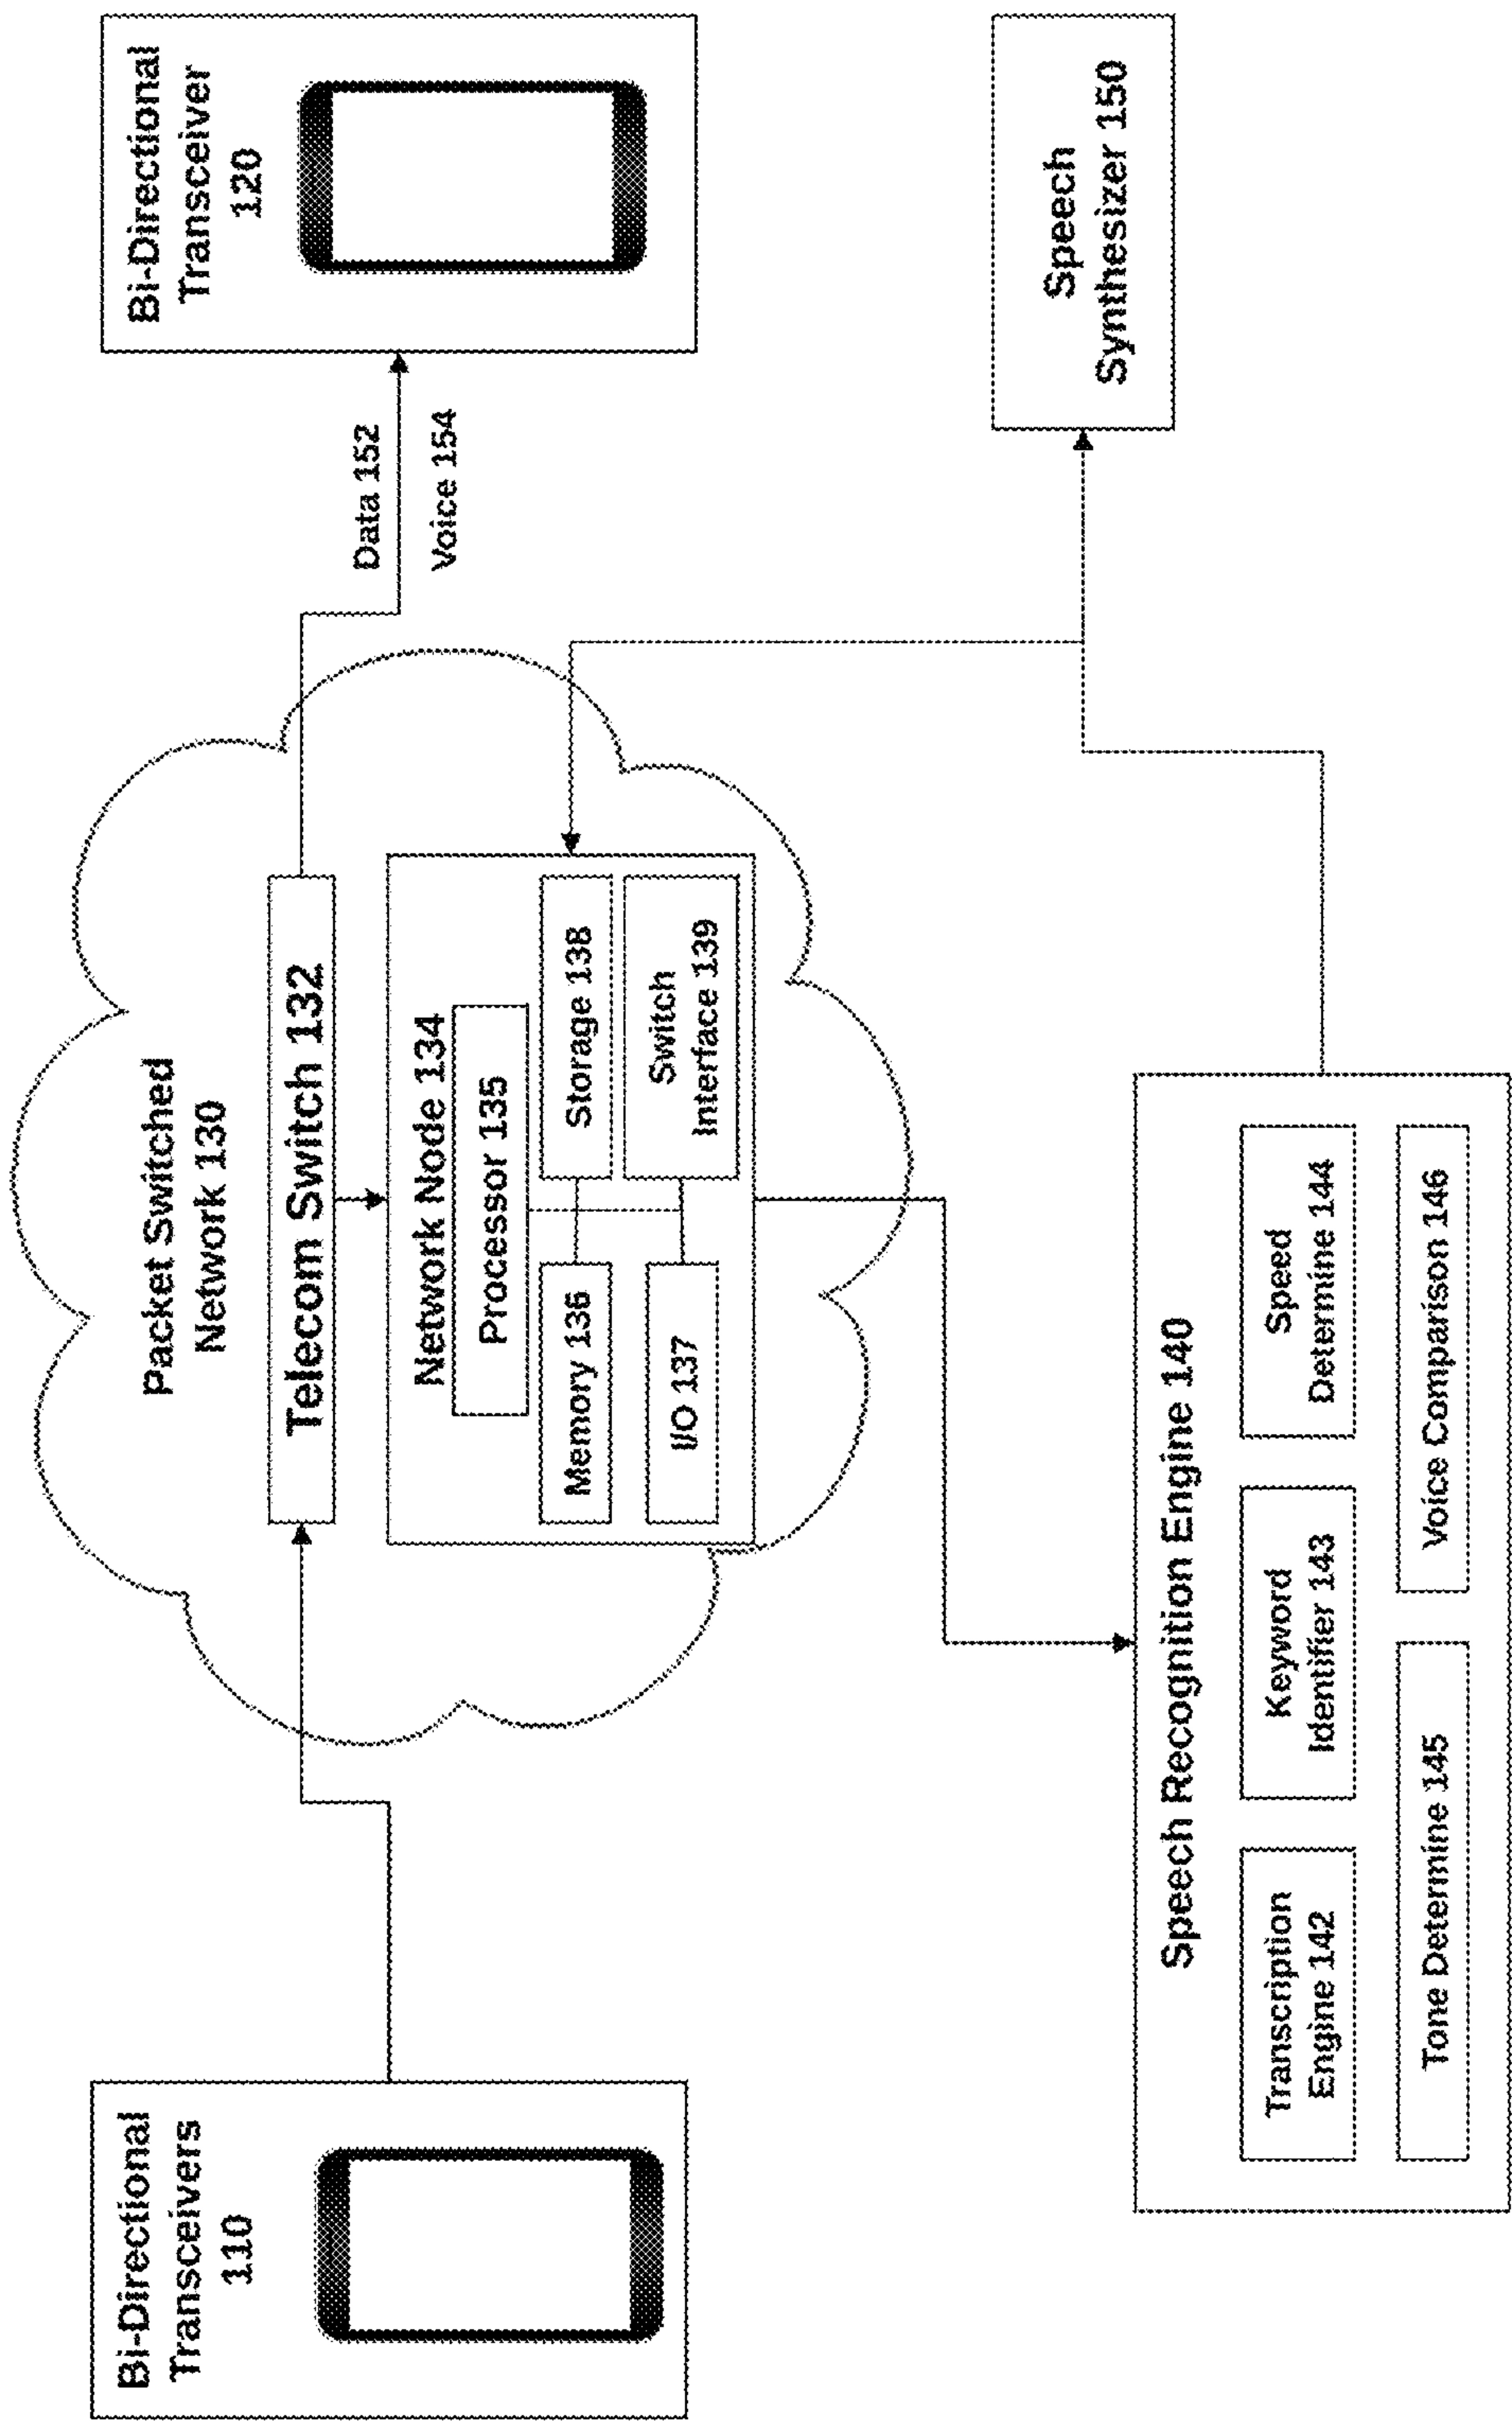 Bi-Directional
Transceivers
110
Packet Switched
Network 130
Telecom Switch 132
Network Node 134
Processor 135
Memory 136
Storage 138
I/O 137
Switch
Interface 139
Data 152
Voice 154
Bi-Directional
Transceiver
120
Speech Recognition Engine 140
Transcription
Engine 142
Keyword
Identifier 143
Speed
Determine 144
Tone Determine 145
Voice Comparison 146
Speech
Synthesizer 150